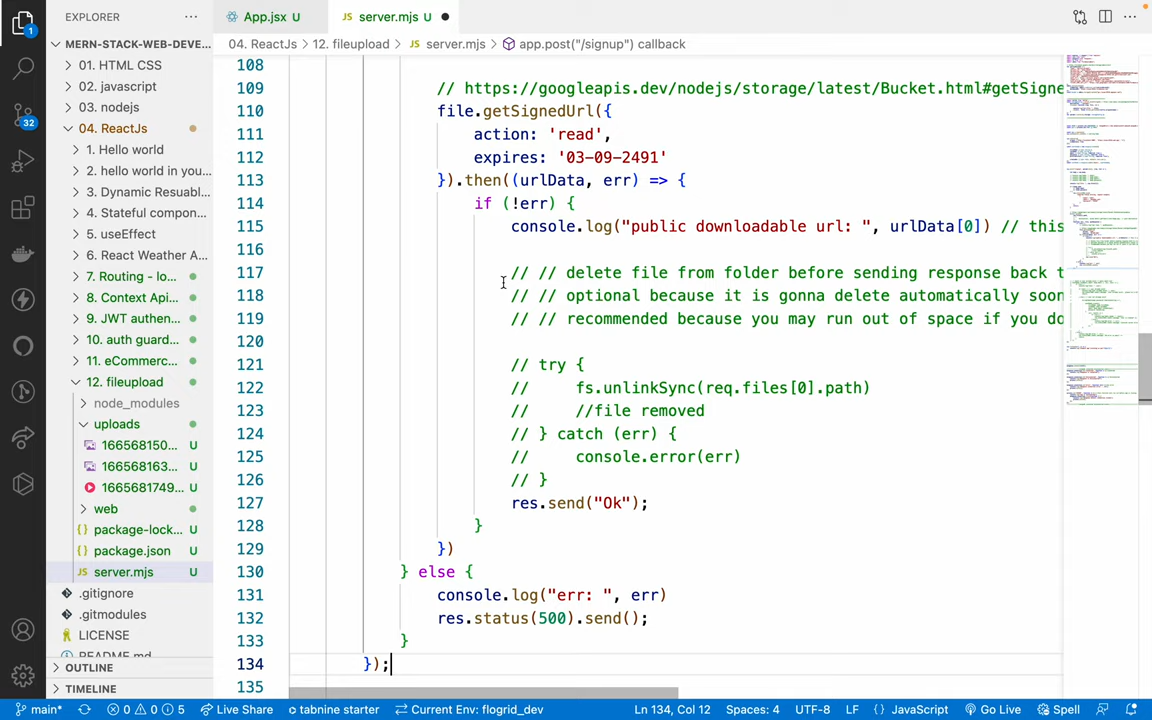 EXPLORER
App.jsx U
server.mjs U
MERN-STACK-WEB-DEVE...
04. ReactJs > 12. fileupload > JS server.mjs > app.post("/signup") callback
01. HTML CSS
02. javascript
03. nodejs
04. ReactJs
1. Hello world
2. hello world in you...
3. Dynamic Resuabl...
4. Stateful compon...
5. useEffect
6. React Weather A...
7. Routing - lo...
8. Context Api...
9. JWT authen...
10. auth guard...
11. eCommerc...
12. fileupload
node_modules
uploads
166568150... U
166568163... U
1665681749... U
web
package-lock... U
package.json U
JS server.mjs U
.gitignore
.gitmodules
LICENSE
README.md
OUTLINE
TIMELINE
1
32
108
109 // https://googleapis.dev/nodejs/storage/latest/Bucket.html#getSigne
110 file.getSignedUrl({
111 action: 'read',
112 expires: '03-09-2491'
113 }).then((urlData, err) => {
114 if (!err) {
115 console.log("public downloadable url: ", urlData[0]) // this
116
117 // // delete file from folder before sending response back t
118 // // optional because it is gonna delete automatically soon
119 // // recommended because you may run out of space if you do
120
121 // try {
122 //     fs.unlinkSync(req.files[0].path)
123 //     //file removed
124 // } catch (err) {
125 //     console.error(err)
126 // }
127 res.send("Ok");
128 }
129 })
130 } else {
131 console.log("err: ", err)
132 res.status(500).send();
133 }
134 });
135
main* 0 0 5 Live Share tabnine starter Current Env: flogrid_dev Ln 134, Col 12 Spaces: 4 UTF-8 LF {} JavaScript Go Live Spell